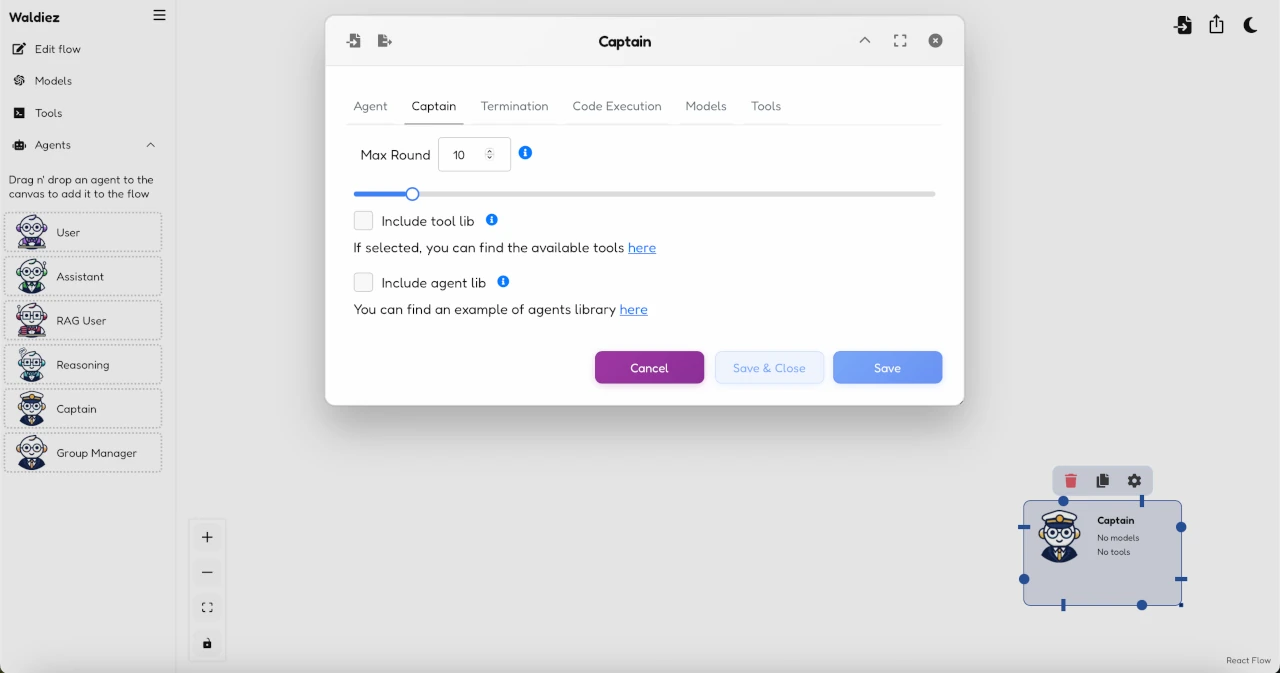 Waldiez
Edit flow
Models
Tools
Agents
Drag n' drop an agent to the
canvas to add it to the flow
User
Assistant
RAG User
Reasoning
Captain
Group Manager
Captain
Agent Captain Termination Code Execution Models Tools
Max Round 10
Include tool lib
If selected, you can find the available tools here
Include agent lib
You can find an example of agents library here
Cancel Save & Close Save
Captain
No models
No tools
React Flow